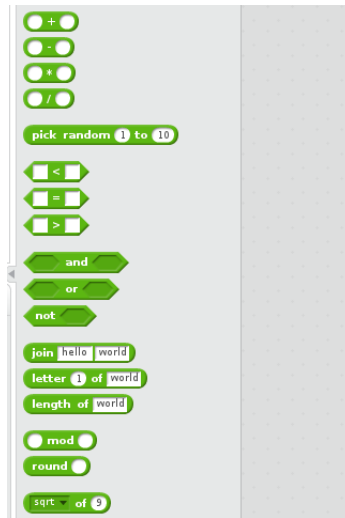 +
-
*
/
pick random 1 to 10
<
=
>
and
or
not
join hello world
letter 1 of world
length of world
mod
round
sqrt of 9